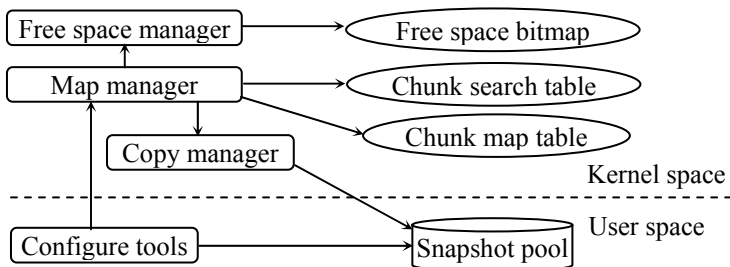 Free space manager
Free space bitmap
Map manager
Chunk search table
Chunk map table
Copy manager
Kernel space
User space
Configure tools
Snapshot pool